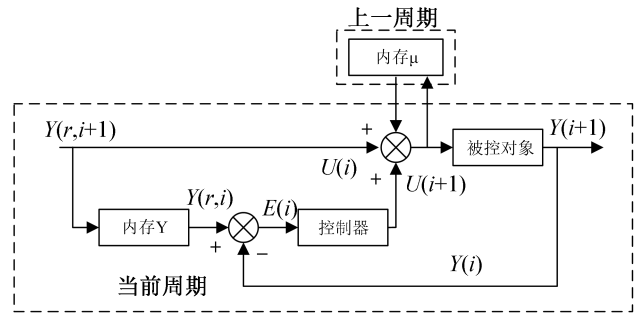 上一周期
内存μ
Y(r,i+1)
+
U(i)
+
U(i+1)
被控对象
Y(i+1)
内存Y
Y(r,i)
+
−
E(i)
控制器
Y(i)
当前周期